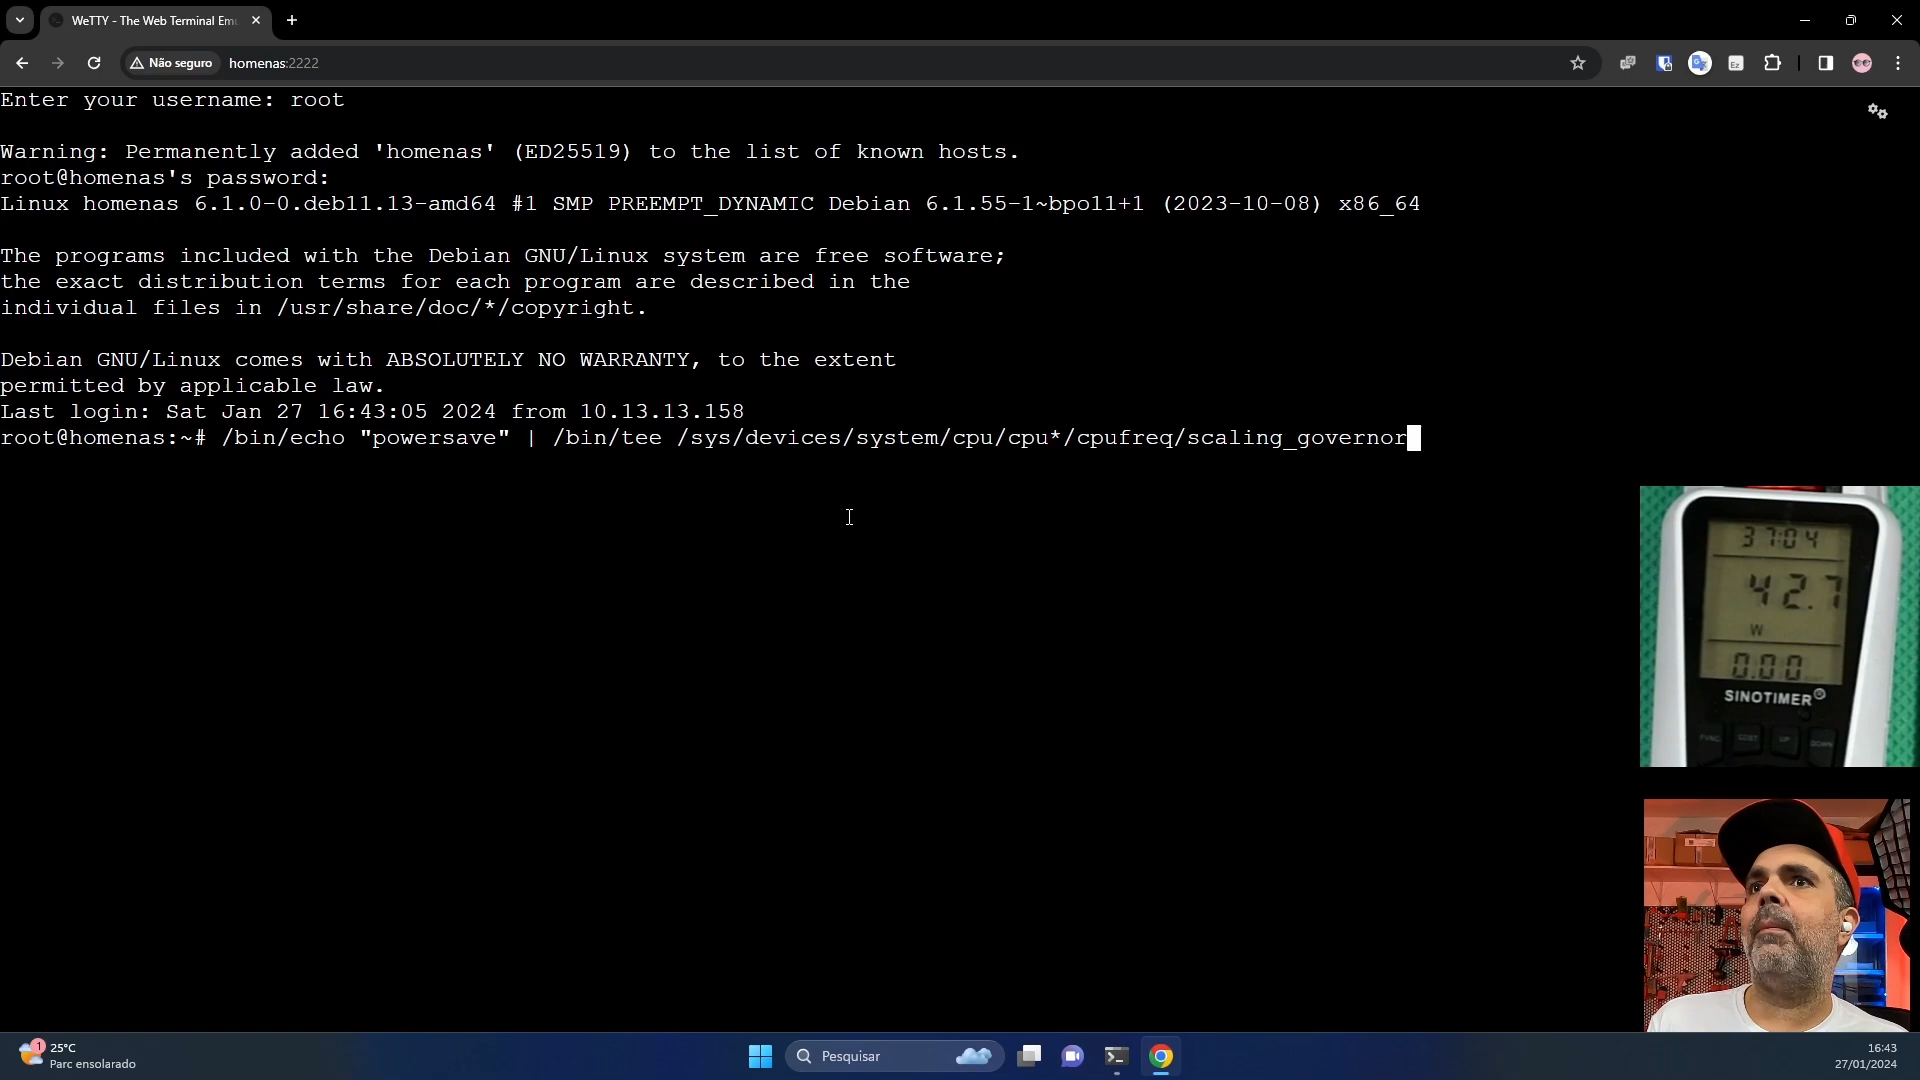 WeTTY - The Web Terminal Emu
Não seguro
homenas:2222
Enter your username: root
Warning: Permanently added 'homenas' (ED25519) to the list of known hosts.
root@homenas's password:
Linux homenas 6.1.0-0.deb11.13-amd64 #1 SMP PREEMPT_DYNAMIC Debian 6.1.55-1~bpo11+1 (2023-10-08) x86_64
The programs included with the Debian GNU/Linux system are free software;
the exact distribution terms for each program are described in the
individual files in /usr/share/doc/*/copyright.
Debian GNU/Linux comes with ABSOLUTELY NO WARRANTY, to the extent
permitted by applicable law.
Last login: Sat Jan 27 16:43:05 2024 from 10.13.13.158
root@homenas:~# /bin/echo "powersave" | /bin/tee /sys/devices/system/cpu/cpu*/cpufreq/scaling_governor
37:04
42.7
W
0.00
SINOTIMER®
UP
DOWN
1
25°C
Parc ensolarado
Pesquisar
16:43
27/01/2024